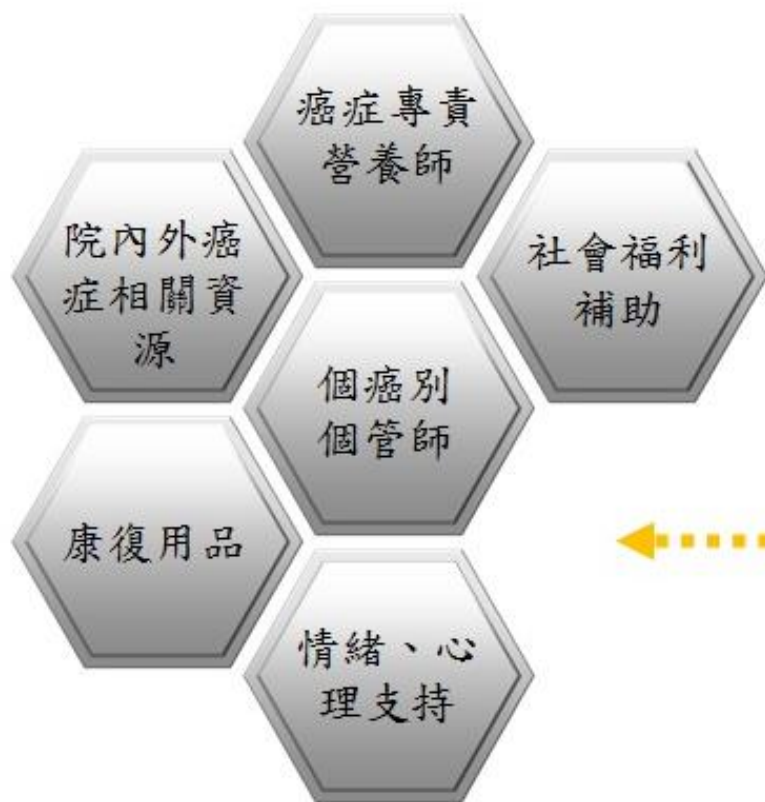 癌症專責
營養師
院內外癌
症相關資
源
社會福利
補助
個癌別
個管師
康復用品
情緒、心
理支持